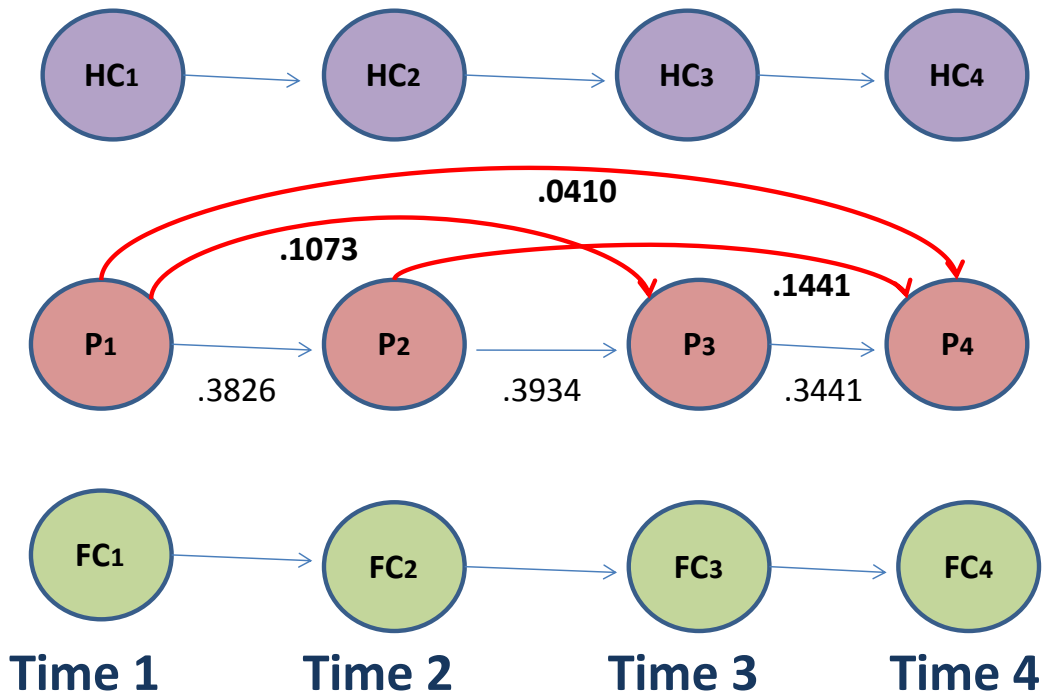 HC1 HC2 HC3 HC4
.0410
.1073
.1441
P1 P2 P3 P4
.3826 .3934 .3441
FC1 FC2 FC3 FC4
Time 1 Time 2 Time 3 Time 4